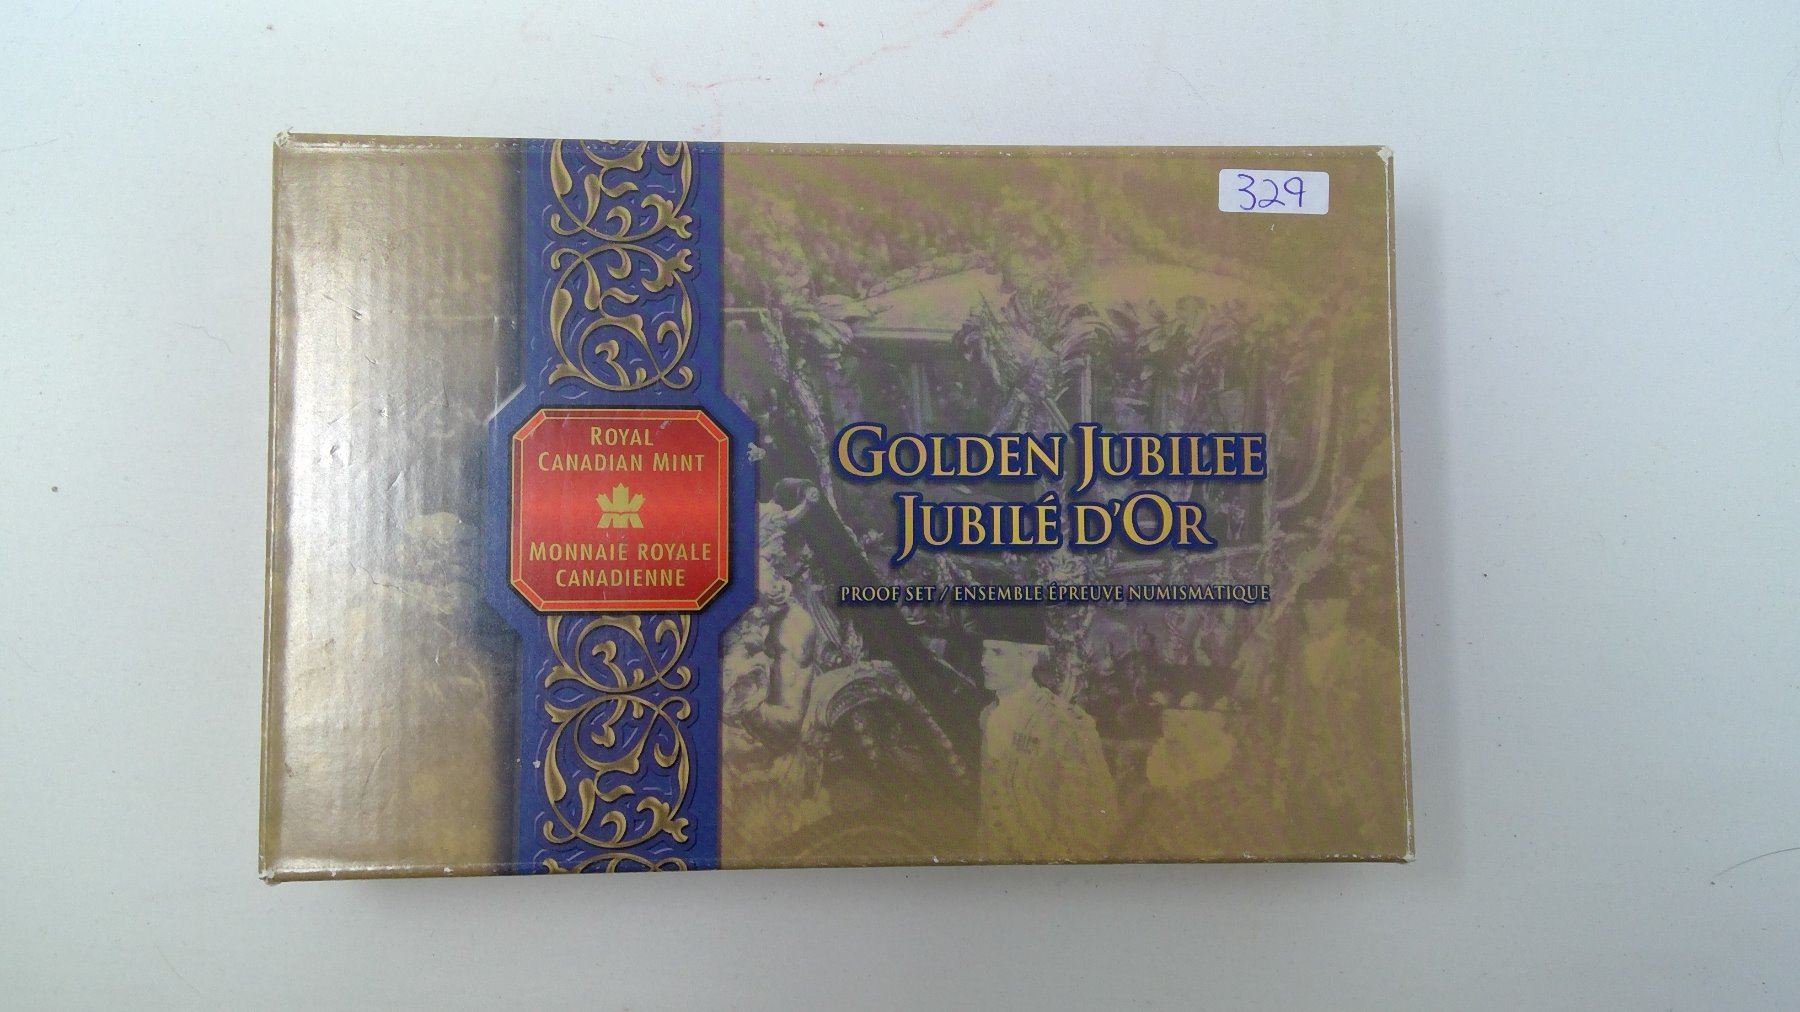 329
ROYAL
CANADIAN MINT
MONNAIE ROYALE
CANADIENNE
GOLDEN JUBILEE
JUBILÉ D'OR
PROOF SET / ENSEMBLE ÉPREUVE NUMISMATIQUE